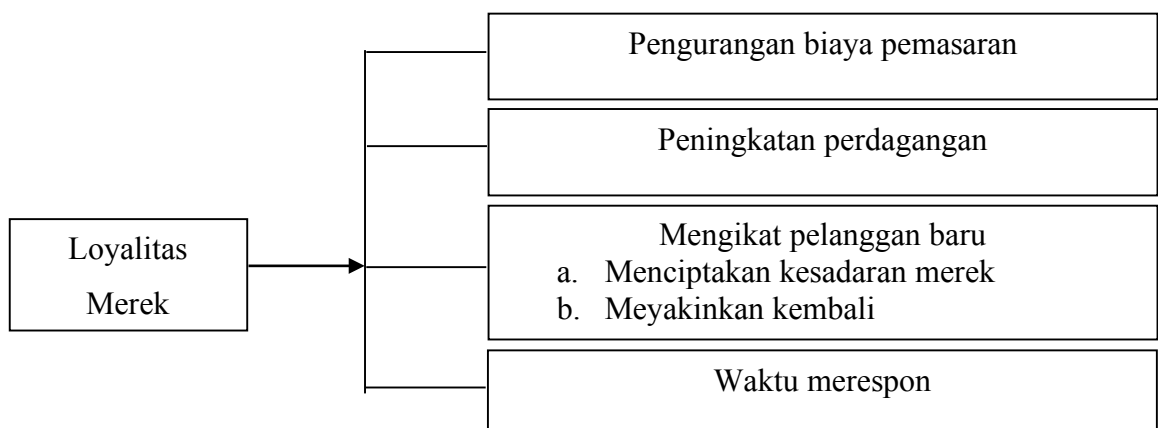 Pengurangan biaya pemasaran
Peningkatan perdagangan
Loyalitas
Merek
Mengikat pelanggan baru
a. Menciptakan kesadaran merek
b. Meyakinkan kembali
Waktu merespon